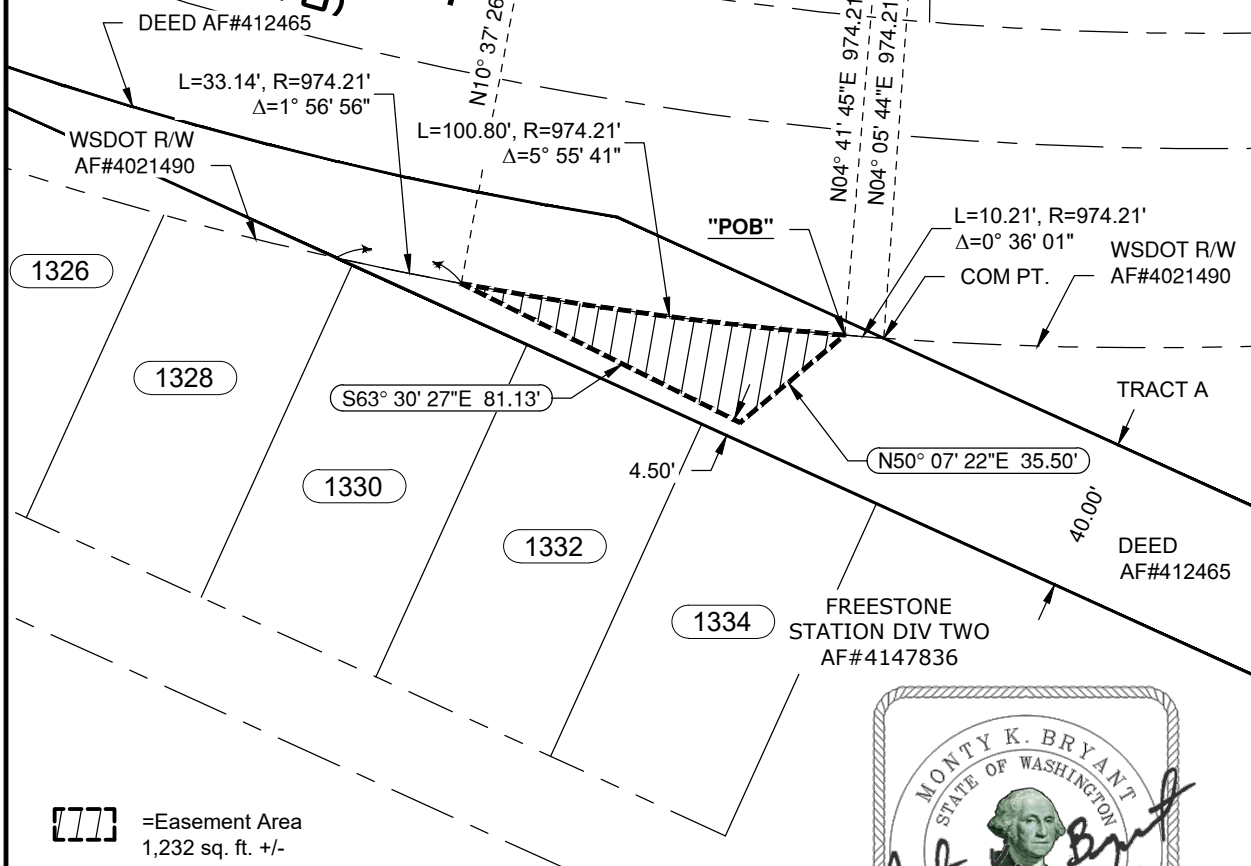 DEED AF#412465
N10° 37' 26
974.21'
N04° 41' 45"E 974.21'
N04° 05' 44"E 974.21'
L=33.14', R=974.21'
Δ=1° 56' 56"
L=100.80', R=974.21'
Δ=5° 55' 41"
WSDOT R/W
AF#4021490
"POB"
L=10.21', R=974.21'
Δ=0° 36' 01"
WSDOT R/W
AF#4021490
COM PT.
1326
1328
S63° 30' 27"E 81.13'
TRACT A
4.50'
N50° 07' 22"E 35.50'
1330
40.00'
1332
DEED
AF#412465
1334
FREESTONE
STATION DIV TWO
AF#4147836
MONTY K. BRYANT
STATE OF WASHINGTON
=Easement Area
1,232 sq. ft. +/-